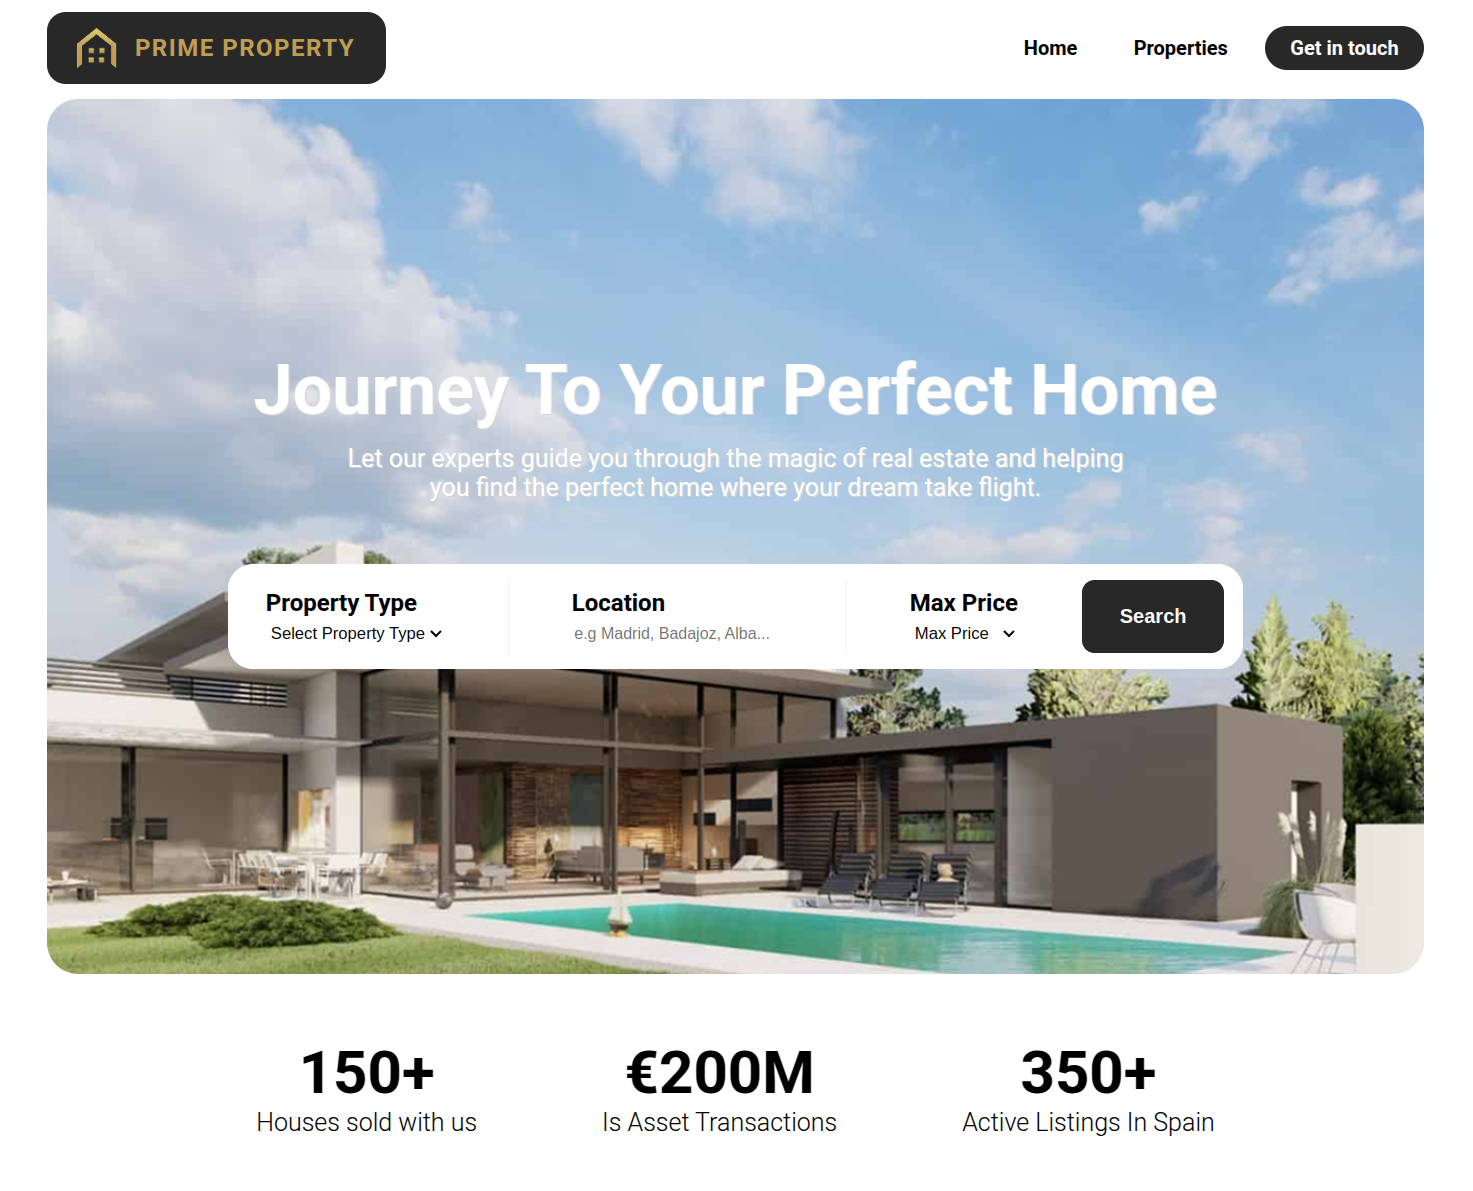 PRIME PROPERTY
Home
Properties
Get in touch
Journey To Your Perfect Home
Let our experts guide you through the magic of real estate and helping
you find the perfect home where your dream take flight.
Property Type
Select Property Type
Location
e.g Madrid, Badajoz, Alba...
Max Price
Max Price
Search
150+
Houses sold with us
€200M
Is Asset Transactions
350+
Active Listings In Spain